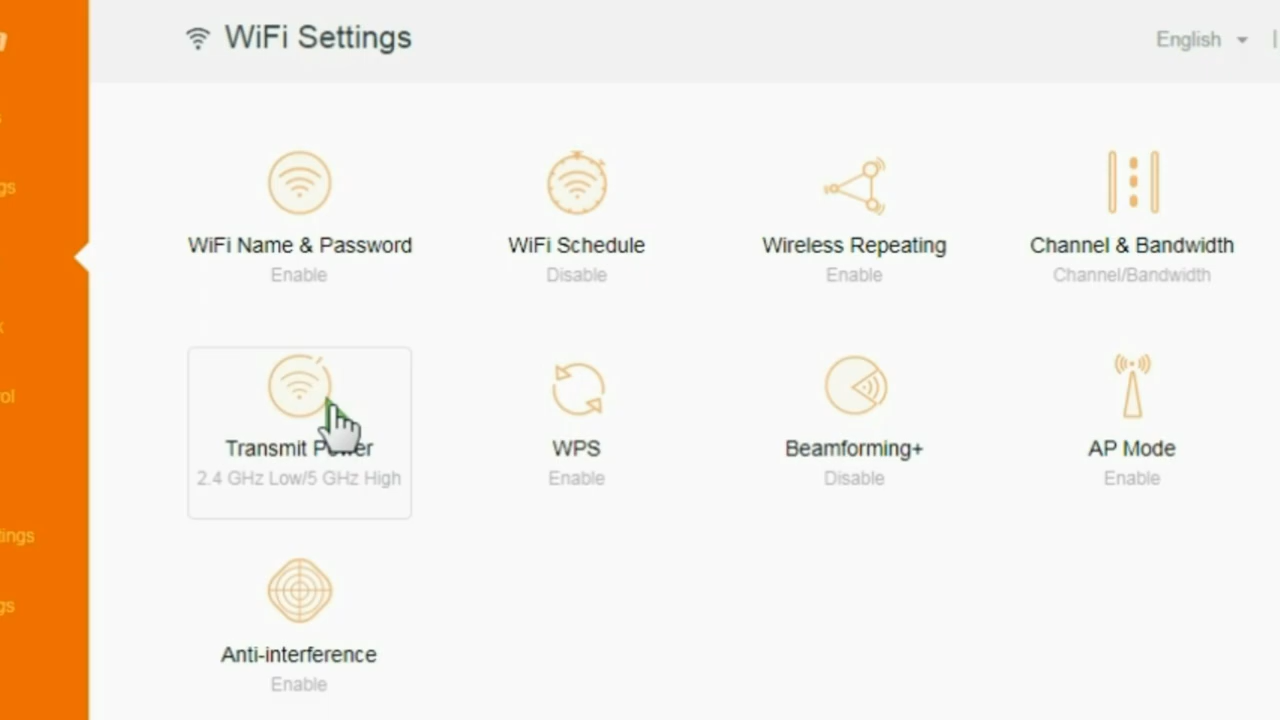 WiFi Settings
English
WiFi Name & Password
Enable
WiFi Schedule
Disable
Wireless Repeating
Enable
Channel & Bandwidth
Channel/Bandwidth
Transmit Power
2.4 GHz Low/5 GHz High
WPS
Enable
Beamforming+
Disable
AP Mode
Enable
Anti-interference
Enable